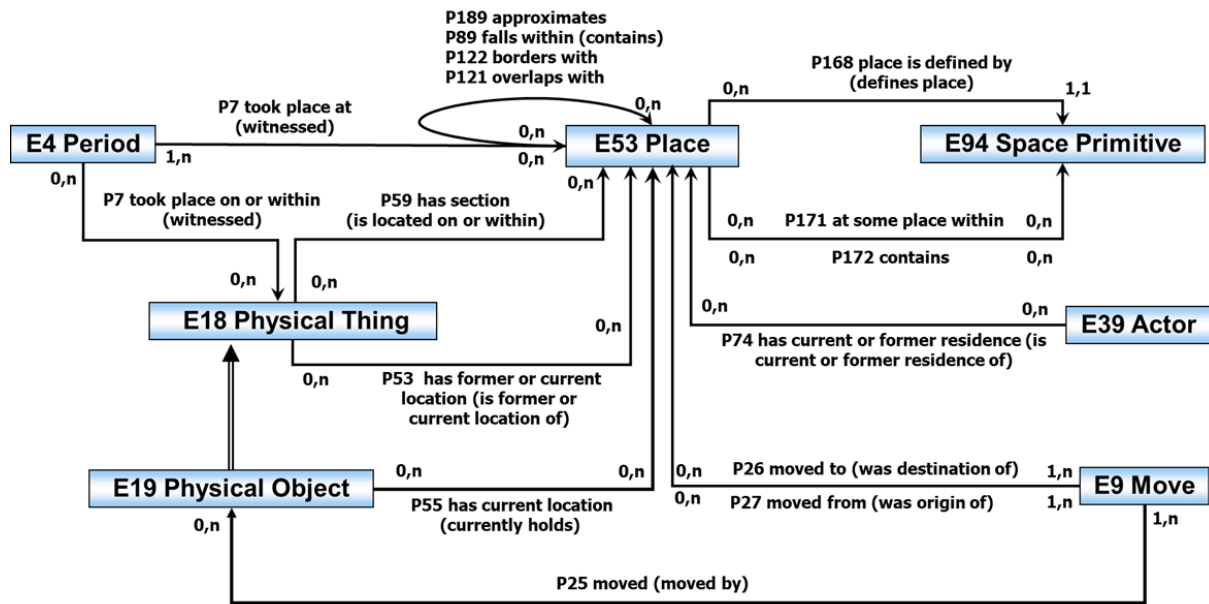 P189 approximates
P89 falls within (contains)
P122 borders with
P121 overlaps with
P168 place is defined by
(defines place)
0,n
1,1
P7 took place at
(witnessed)
0,n
0,n
E4 Period
1,n
0,n
E53 Place
E94 Space Primitive
0,n
0,n
P7 took place on or within
(witnessed)
P59 has section
(is located on or within)
0,n
P171 at some place within
0,n
0,n
P172 contains
0,n
0,n
0,n
E18 Physical Thing
0,n
0,n
0,n
E39 Actor
P74 has current or former residence (is
current or former residence of)
0,n
P53 has former or current
location (is former or
current location of)
E19 Physical Object
0,n
0,n
P55 has current location
(currently holds)
0,n
P26 moved to (was destination of)
1,n
0,n
P27 moved from (was origin of)
1,n
E9 Move
0,n
1,n
P25 moved (moved by)